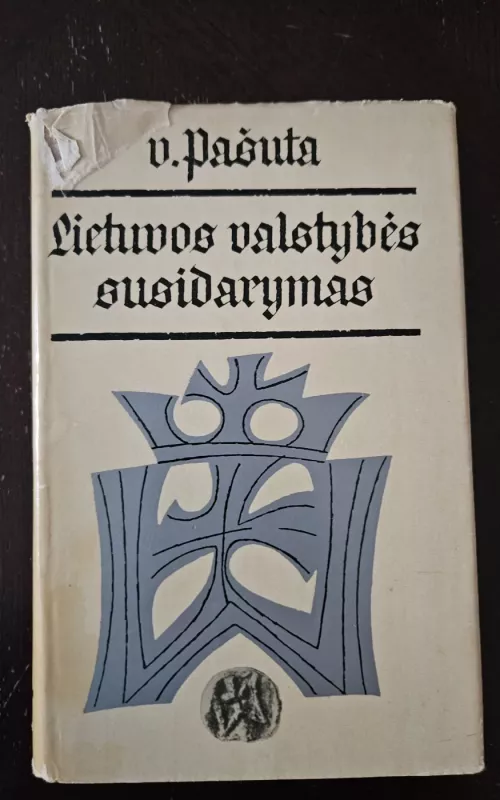 v. Pašuta
Lietuvos valstybės
susidarymas